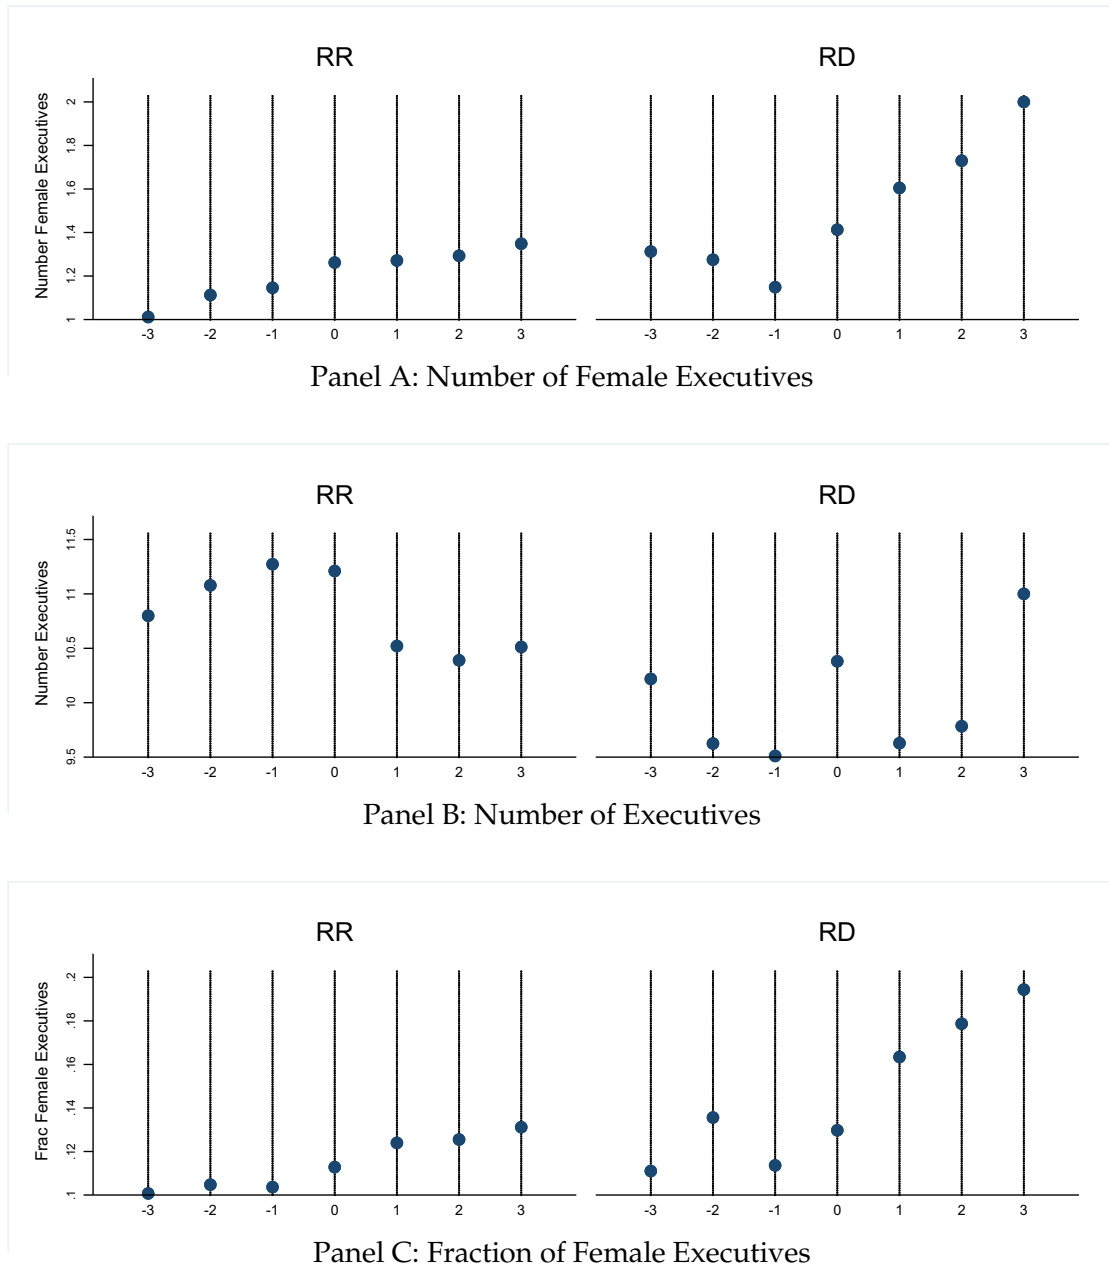 RR RD
Number Female Executives
2
1.8
1.6
1.4
1.2
1
-3 -2 -1 0 1 2 3 -3 -2 -1 0 1 2 3
Panel A: Number of Female Executives
RR RD
Number Executives
11.5
11
10.5
10
9.5
-3 -2 -1 0 1 2 3 -3 -2 -1 0 1 2 3
Panel B: Number of Executives
RR RD
Frac Female Executives
.2
.18
.16
.14
.12
.1
-3 -2 -1 0 1 2 3 -3 -2 -1 0 1 2 3
Panel C: Fraction of Female Executives